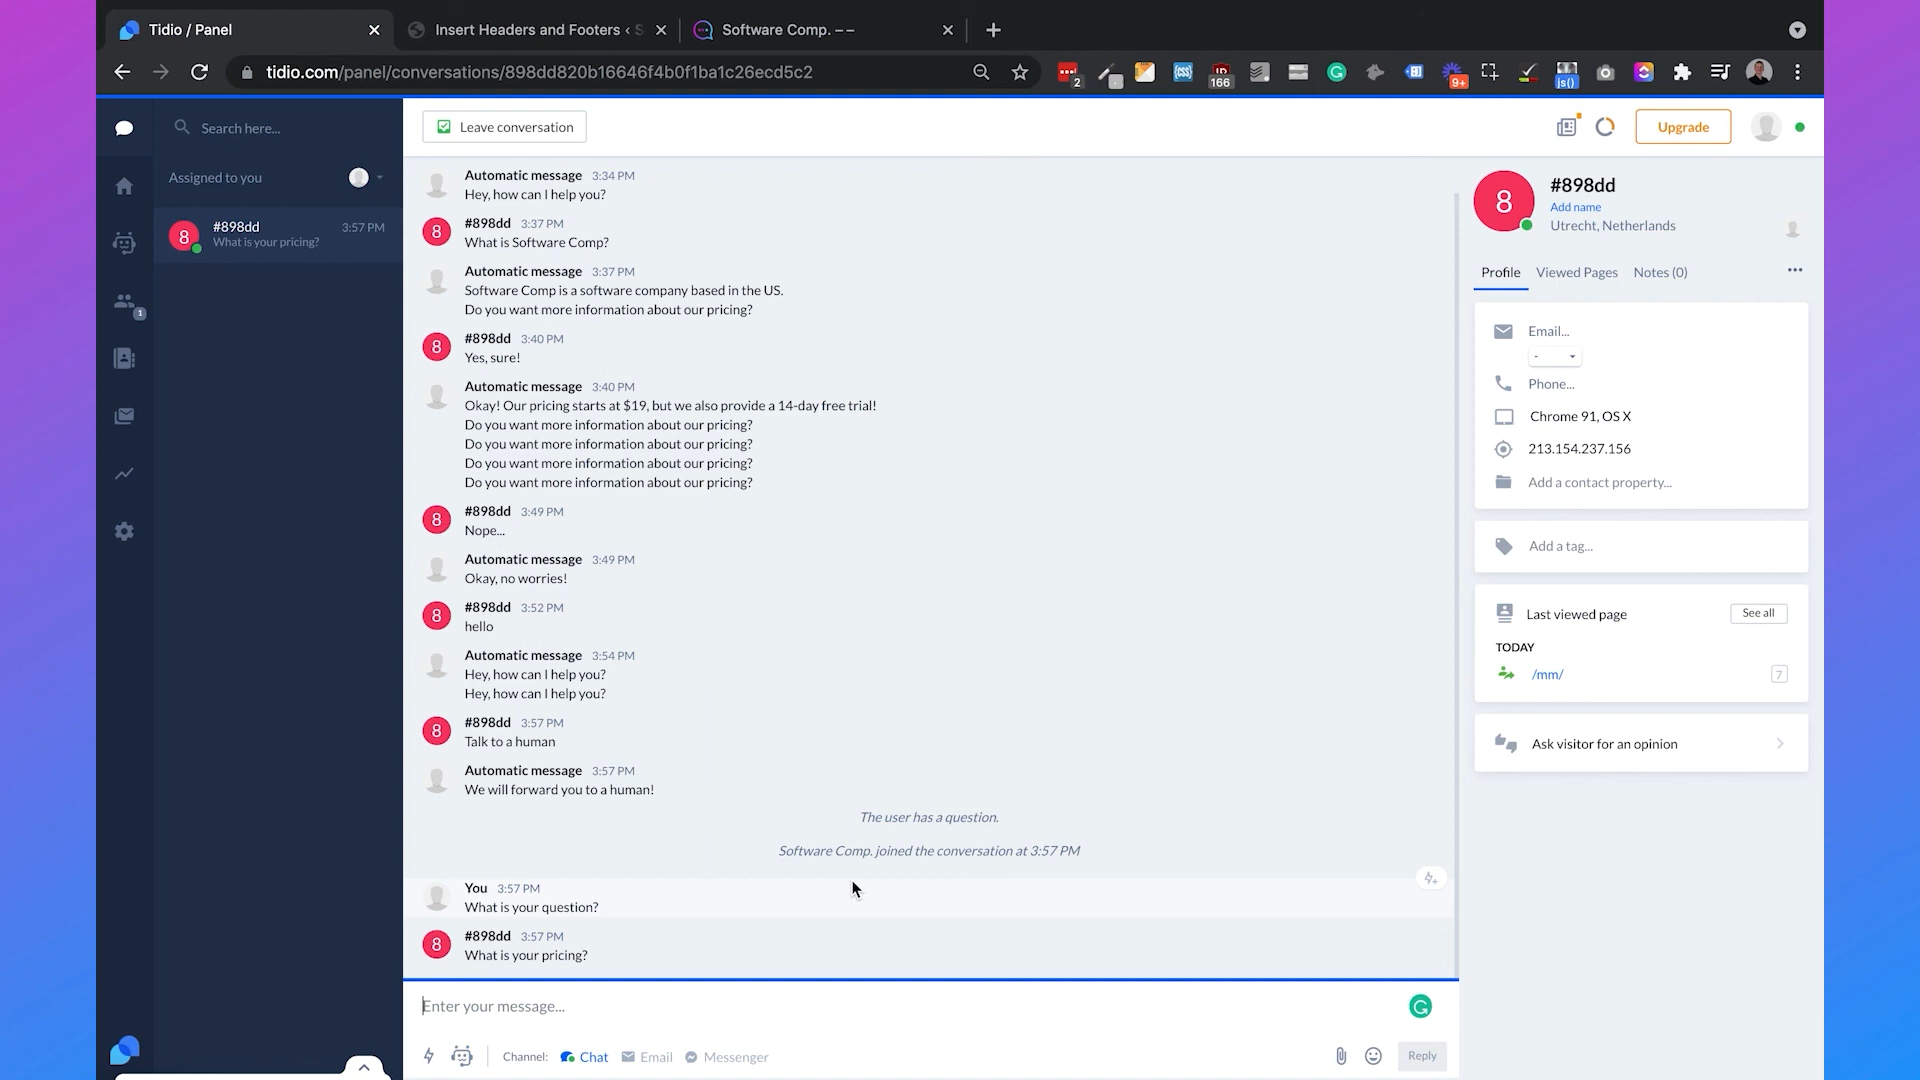 Tidio / Panel
Insert Headers and Footers ‹ S
Software Comp. – –
tidio.com/panel/conversations/898dd820b16646f4b0f1ba1c26ecd5c2
2
166
9+
js()
Search here...
Leave conversation
Upgrade
Assigned to you
8
#898dd
3:57 PM
What is your pricing?
1
Automatic message 3:34 PM
Hey, how can I help you?
8
#898dd 3:37 PM
What is Software Comp?
Automatic message 3:37 PM
Software Comp is a software company based in the US.
Do you want more information about our pricing?
8
#898dd 3:40 PM
Yes, sure!
Automatic message 3:40 PM
Okay! Our pricing starts at $19, but we also provide a 14-day free trial!
Do you want more information about our pricing?
Do you want more information about our pricing?
Do you want more information about our pricing?
Do you want more information about our pricing?
8
#898dd 3:49 PM
Nope...
Automatic message 3:49 PM
Okay, no worries!
8
#898dd 3:52 PM
hello
Automatic message 3:54 PM
Hey, how can I help you?
Hey, how can I help you?
8
#898dd 3:57 PM
Talk to a human
Automatic message 3:57 PM
We will forward you to a human!
The user has a question.
Software Comp. joined the conversation at 3:57 PM
You 3:57 PM
What is your question?
8
#898dd 3:57 PM
What is your pricing?
Enter your message...
Channel: Chat Email Messenger
Reply
8
#898dd
Add name
Utrecht, Netherlands
Profile Viewed Pages Notes (0)
Email...
-
Phone...
Chrome 91, OS X
213.154.237.156
Add a contact property...
Add a tag...
Last viewed page
See all
TODAY
/mm/
7
Ask visitor for an opinion